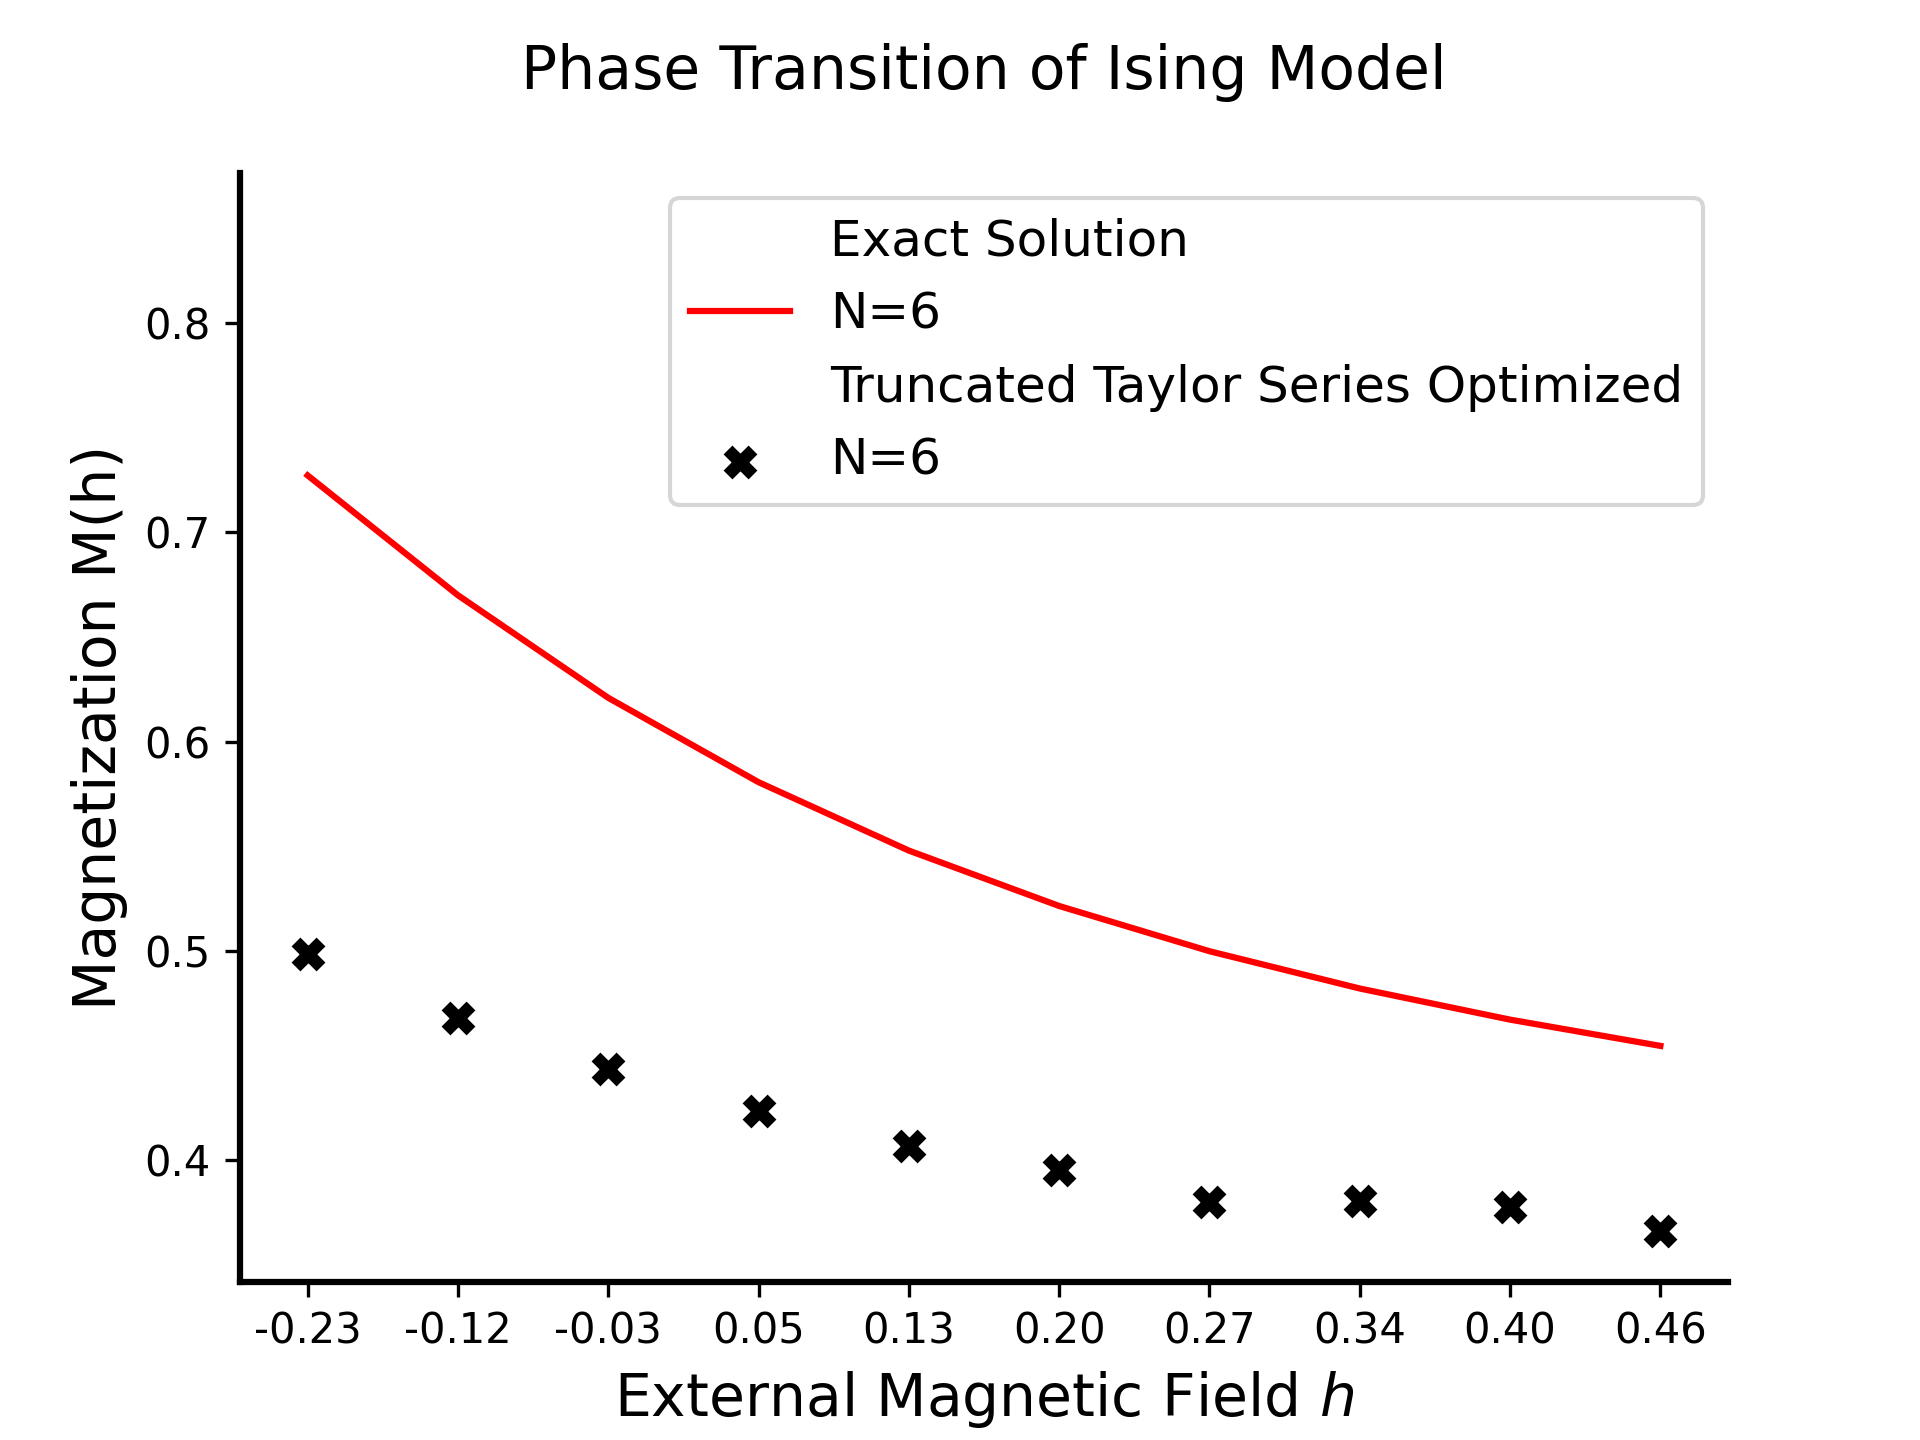 Phase Transition of Ising Model
Exact Solution
N=6
Truncated Taylor Series Optimized
N=6
Magnetization M(h)
0.8
0.7
0.6
0.5
0.4
-0.23 -0.12 -0.03 0.05 0.13 0.20 0.27 0.34 0.40 0.46
External Magnetic Field h